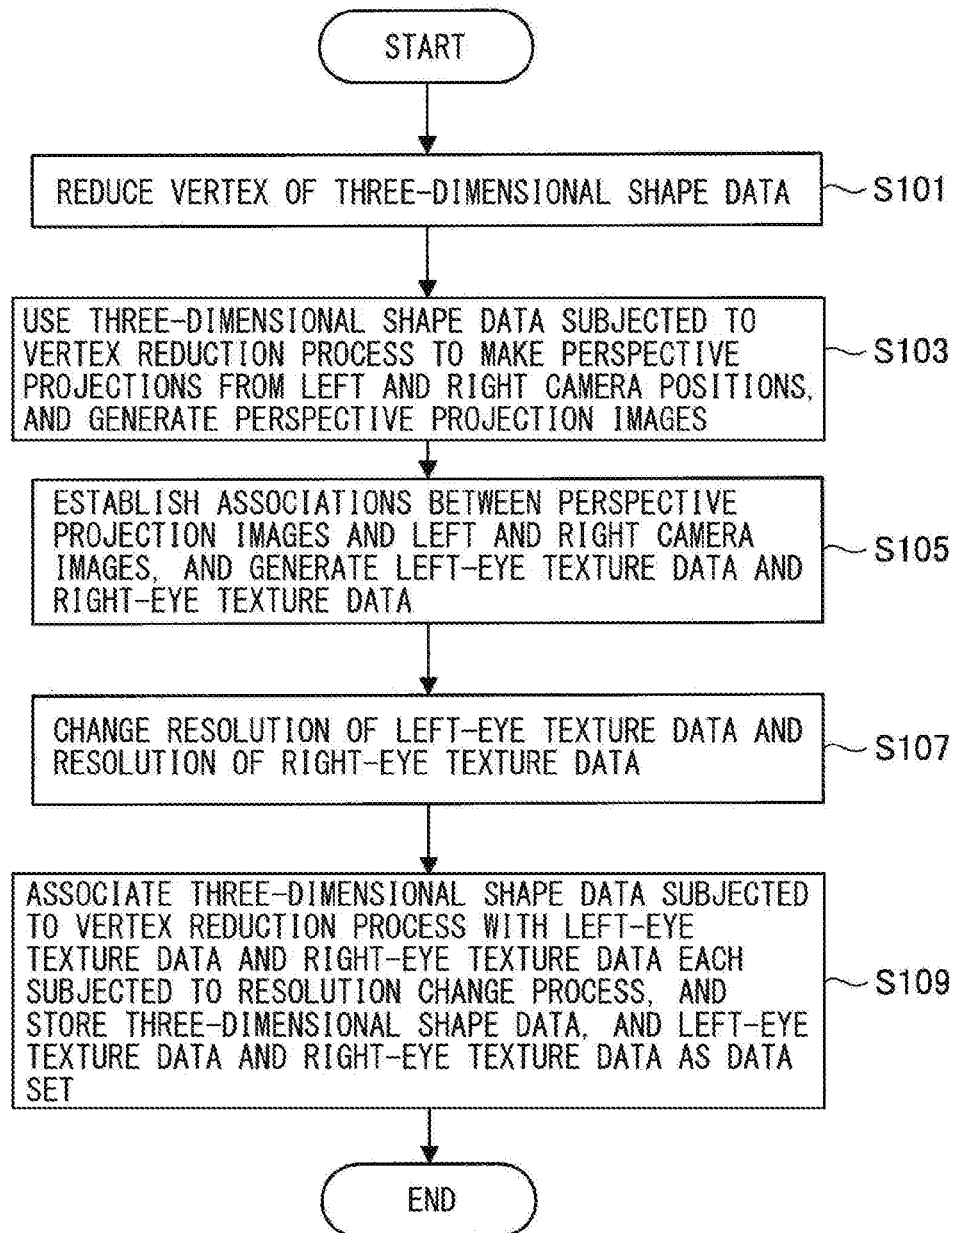 START
REDUCE VERTEX OF THREE-DIMENSIONAL SHAPE DATA
S101
USE THREE-DIMENSIONAL SHAPE DATA SUBJECTED TO
VERTEX REDUCTION PROCESS TO MAKE PERSPECTIVE
PROJECTIONS FROM LEFT AND RIGHT CAMERA POSITIONS,
AND GENERATE PERSPECTIVE PROJECTION IMAGES
S103
ESTABLISH ASSOCIATIONS BETWEEN PERSPECTIVE
PROJECTION IMAGES AND LEFT AND RIGHT CAMERA
IMAGES, AND GENERATE LEFT-EYE TEXTURE DATA AND
RIGHT-EYE TEXTURE DATA
S105
CHANGE RESOLUTION OF LEFT-EYE TEXTURE DATA AND
RESOLUTION OF RIGHT-EYE TEXTURE DATA
S107
ASSOCIATE THREE-DIMENSIONAL SHAPE DATA SUBJECTED
TO VERTEX REDUCTION PROCESS WITH LEFT-EYE
TEXTURE DATA AND RIGHT-EYE TEXTURE DATA EACH
SUBJECTED TO RESOLUTION CHANGE PROCESS, AND
STORE THREE-DIMENSIONAL SHAPE DATA, AND LEFT-EYE
TEXTURE DATA AND RIGHT-EYE TEXTURE DATA AS DATA
SET
S109
END